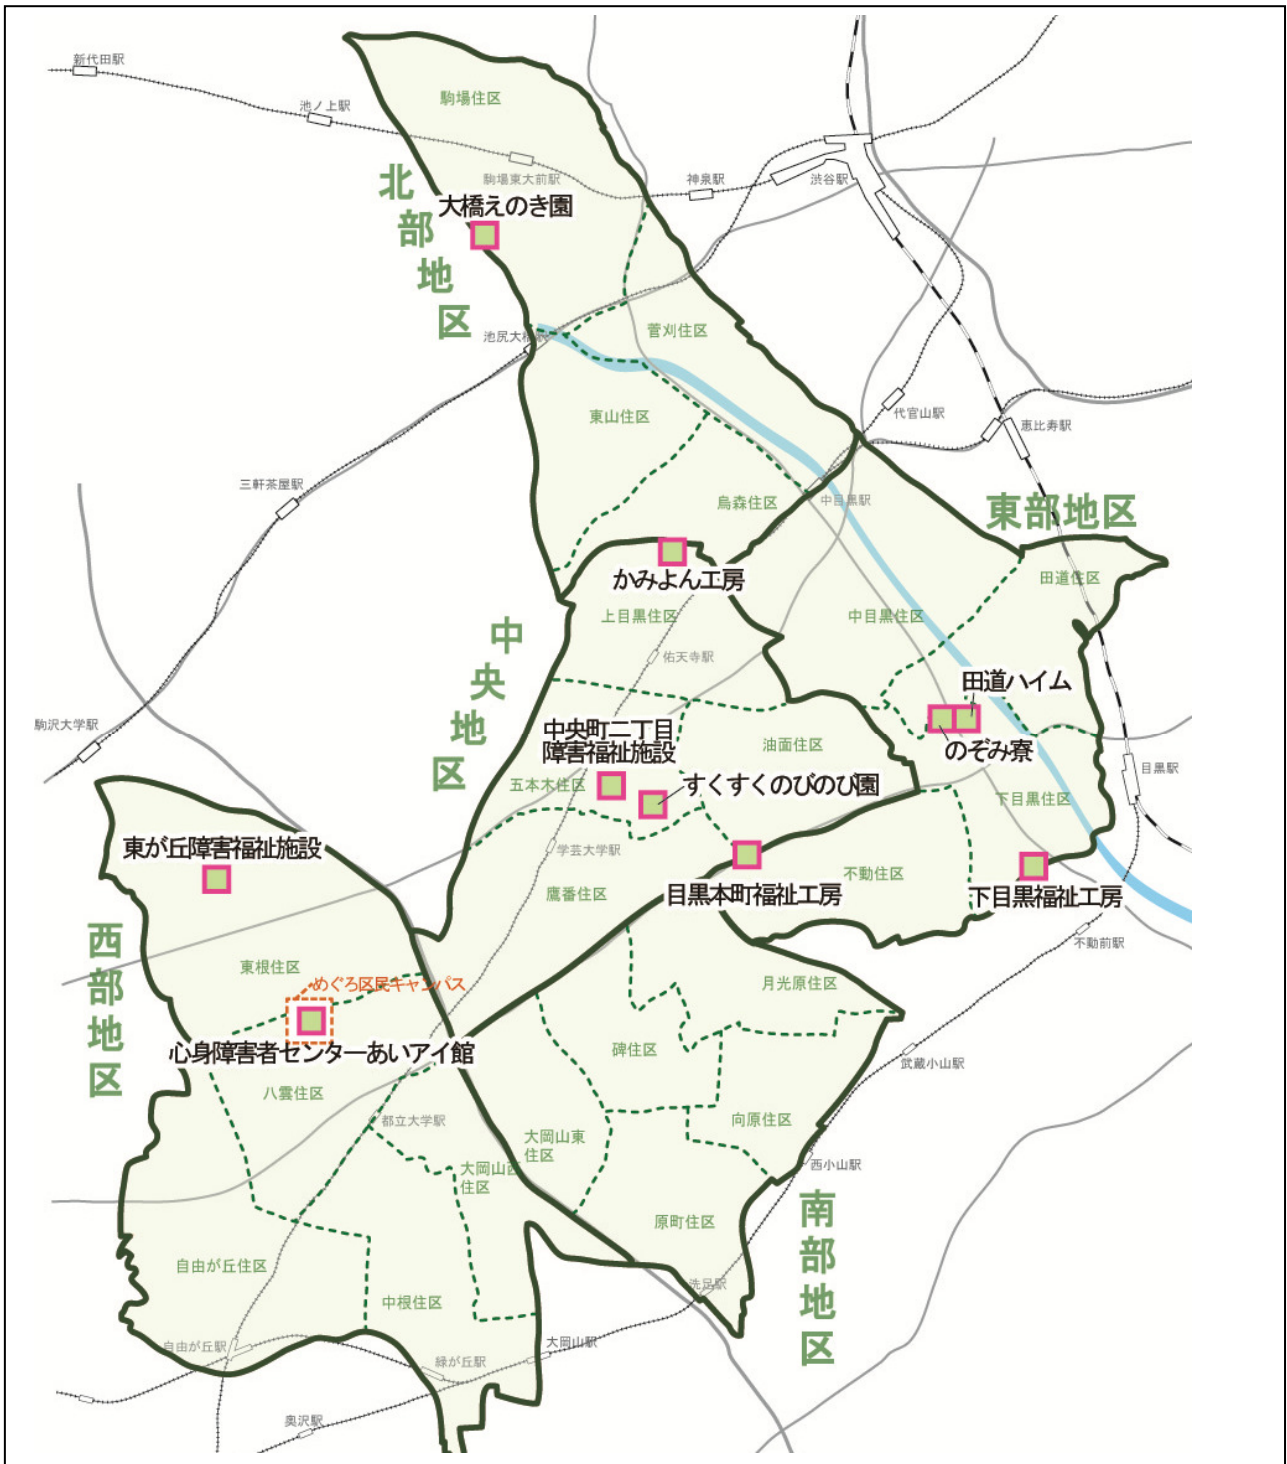 新代田駅
池ノ上駅
駒場住区
駒場東大前駅
神泉駅
渋谷駅
北部地区
大橋えのき園
池尻大橋駅
菅刈住区
代官山駅
恵比寿駅
東山住区
三軒茶屋駅
烏森住区
中目黒駅
東部地区
かみよん工房
田道住区
上目黒住区
中目黒住区
中央地区
佑天寺駅
田道ハイム
駒沢大学駅
中央町二丁目
障害福祉施設
油面住区
のぞみ寮
目黒駅
五本木住区
すくすくのびのび園
下目黒住区
東が丘障害福祉施設
学芸大学駅
不動住区
鷹番住区
目黒本町福祉工房
下目黒福祉工房
不動前駅
西部地区
東根住区
めぐろ区民キャンパス
月光原住区
心身障害者センターあいアイ館
碑住区
武蔵小山駅
八雲住区
都立大学駅
向原住区
大岡山東
住区
大岡山西
住区
西小山駅
原町住区
南部地区
自由が丘住区
中根住区
洗足駅
自由が丘駅
緑が丘駅
大岡山駅
奥沢駅